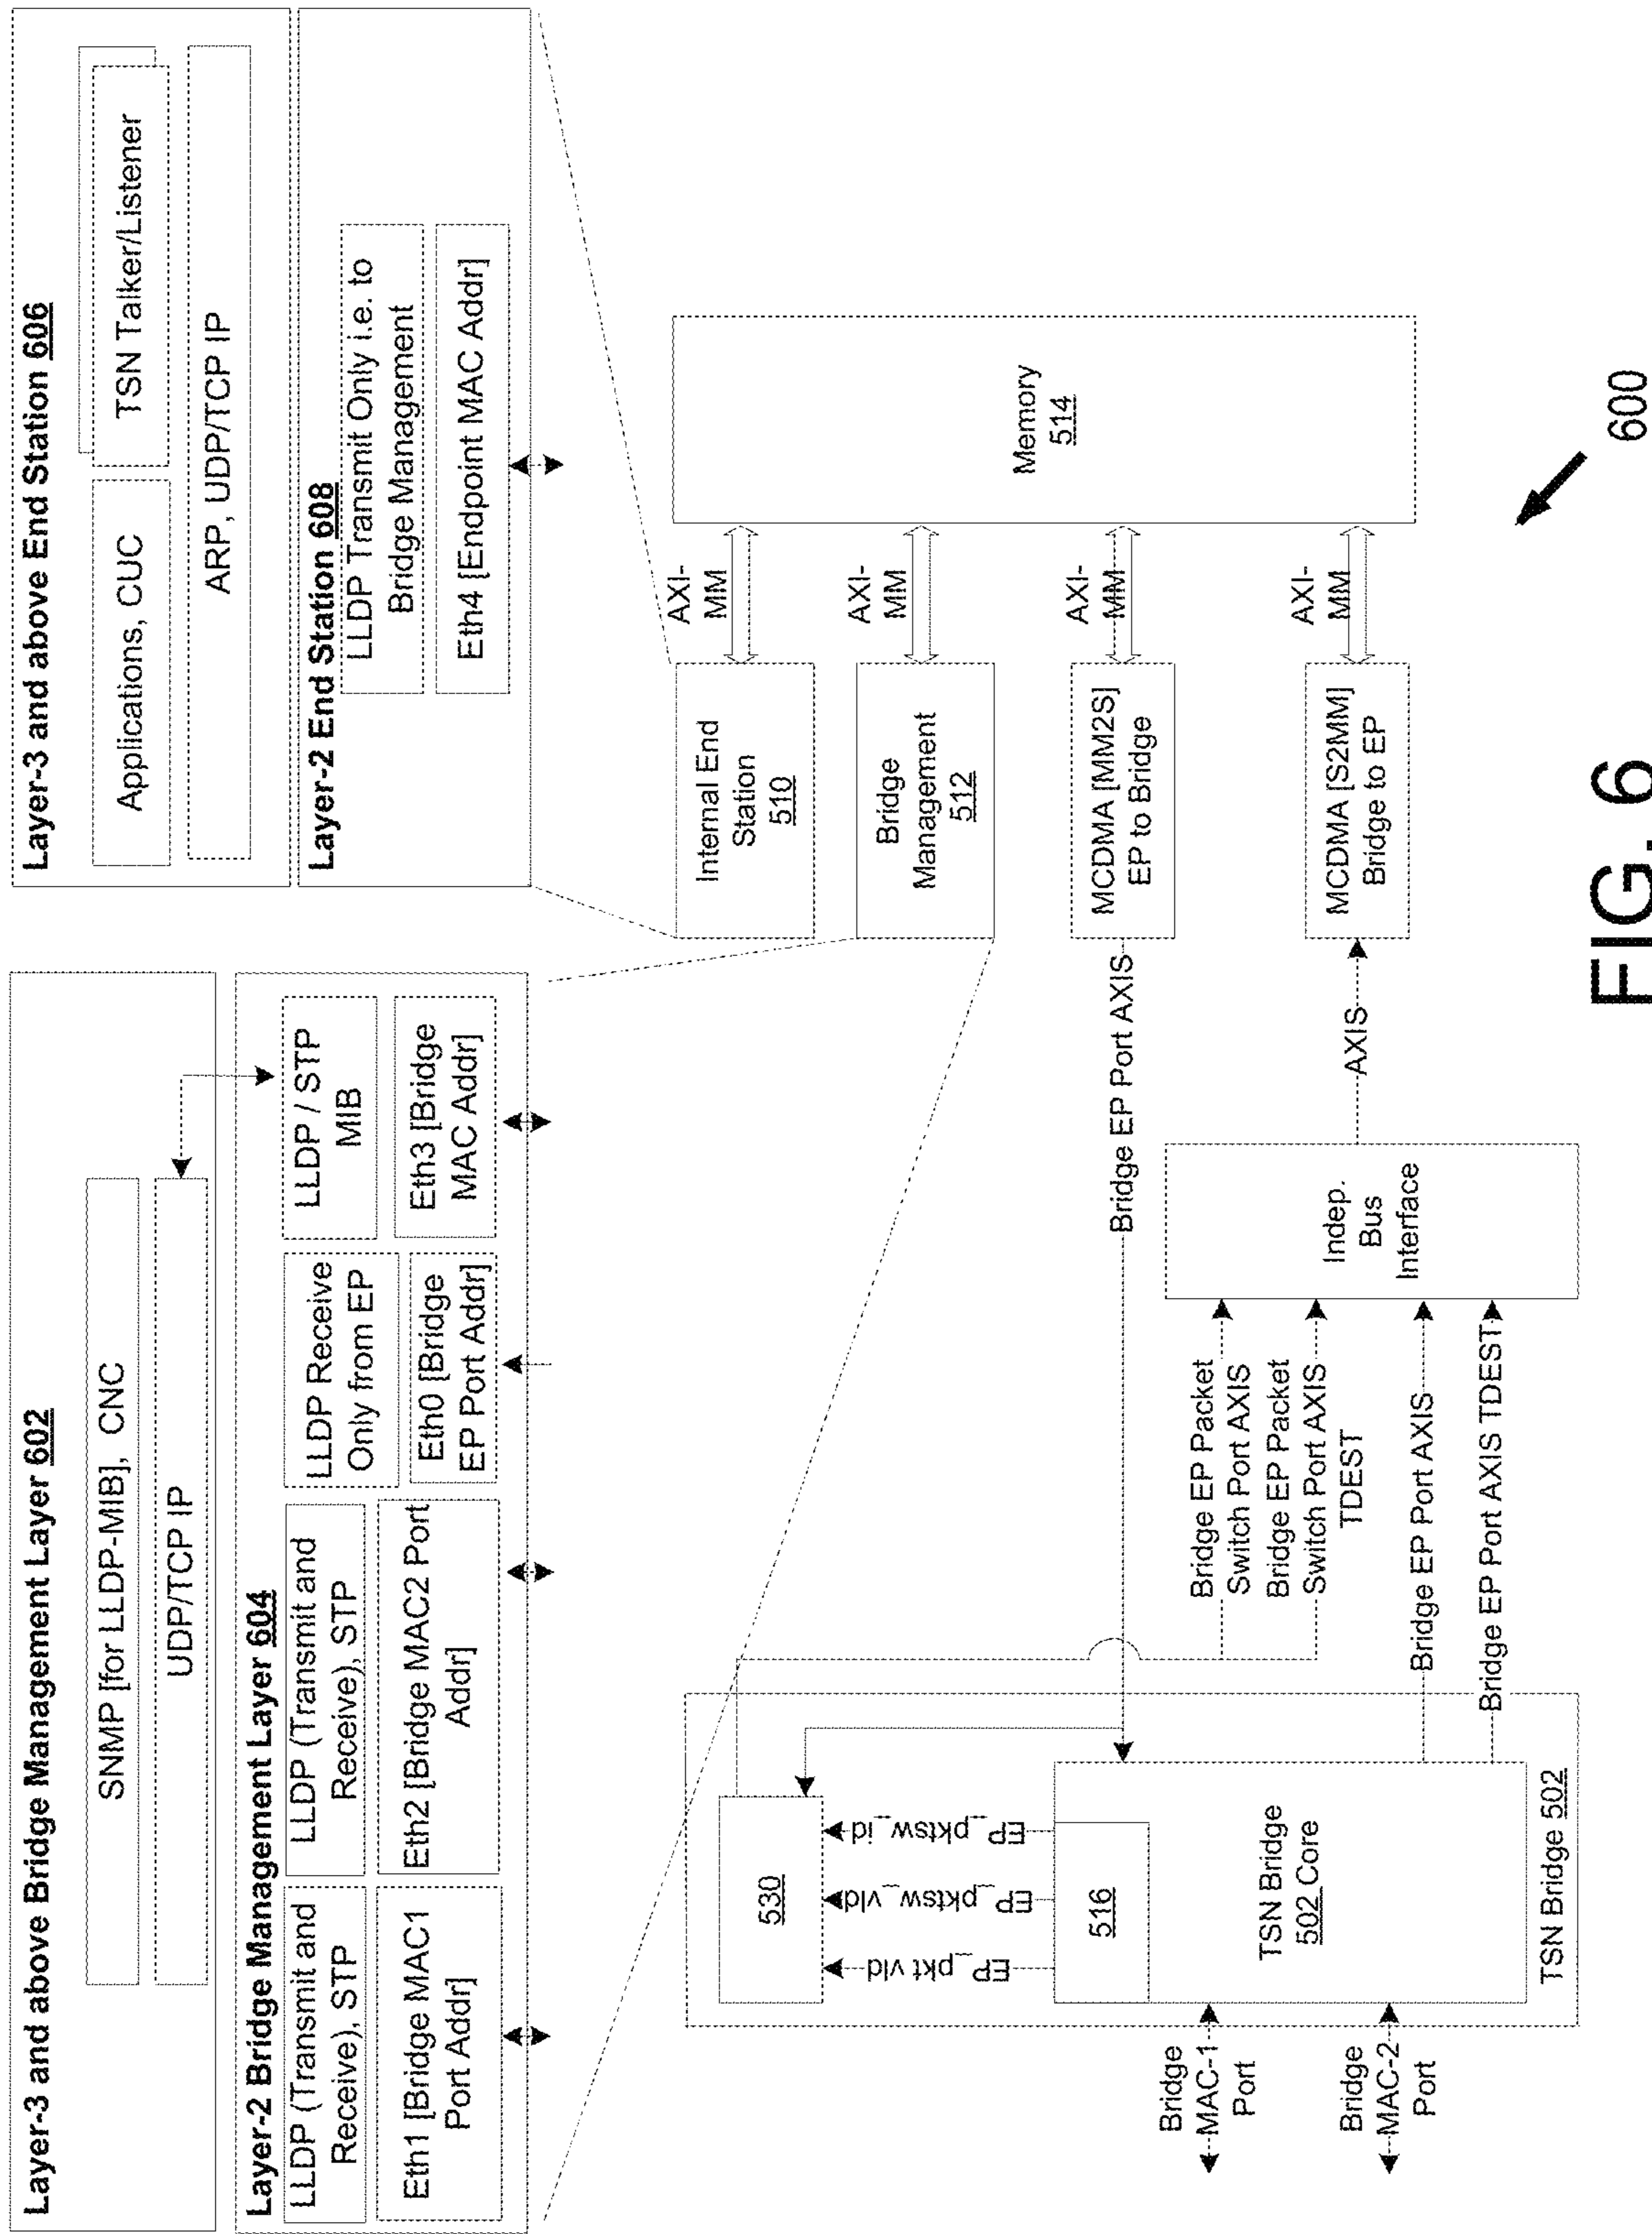 Layer-3 and above Bridge Management Layer 602
SNMP [for LLDP-MIB], CNC
UDP/TCP IP
Layer-2 Bridge Management Layer 604
LLDP (Transmit and
Receive), STP
Eth1 [Bridge MAC1
Port Addr]
LLDP (Transmit and
Receive), STP
Eth2 [Bridge MAC2 Port
Addr]
LLDP Receive
Only from EP
Eth0 [Bridge
EP Port Addr]
LLDP / STP
MIB
Eth3 [Bridge
MAC Addr]
Layer-3 and above End Station 606
Applications, CUC
TSN Talker/Listener
ARP, UDP/TCP IP
Layer-2 End Station 608
LLDP Transmit Only i.e. to
Bridge Management
Eth4 [Endpoint MAC Addr]
Internal End
Station
510
AXI-
MM
Bridge
Management
512
AXI-
MM
MCDMA [MM2S]
EP to Bridge
AXI-
MM
MCDMA [S2MM]
Bridge to EP
AXI-
MM
Memory
514
Bridge EP Port AXIS
AXIS
Indep.
Bus
Interface
Bridge EP Packet
Switch Port AXIS
Bridge EP Packet
Switch Port AXIS
TDEST
Bridge EP Port AXIS
Bridge EP Port AXIS TDEST
530
EP_pkt vld
EP_pktsw_vld
EP_pktsw_id
516
TSN Bridge
502 Core
TSN Bridge 502
Bridge
MAC-1
Port
Bridge
MAC-2
Port
600
FIG. 6